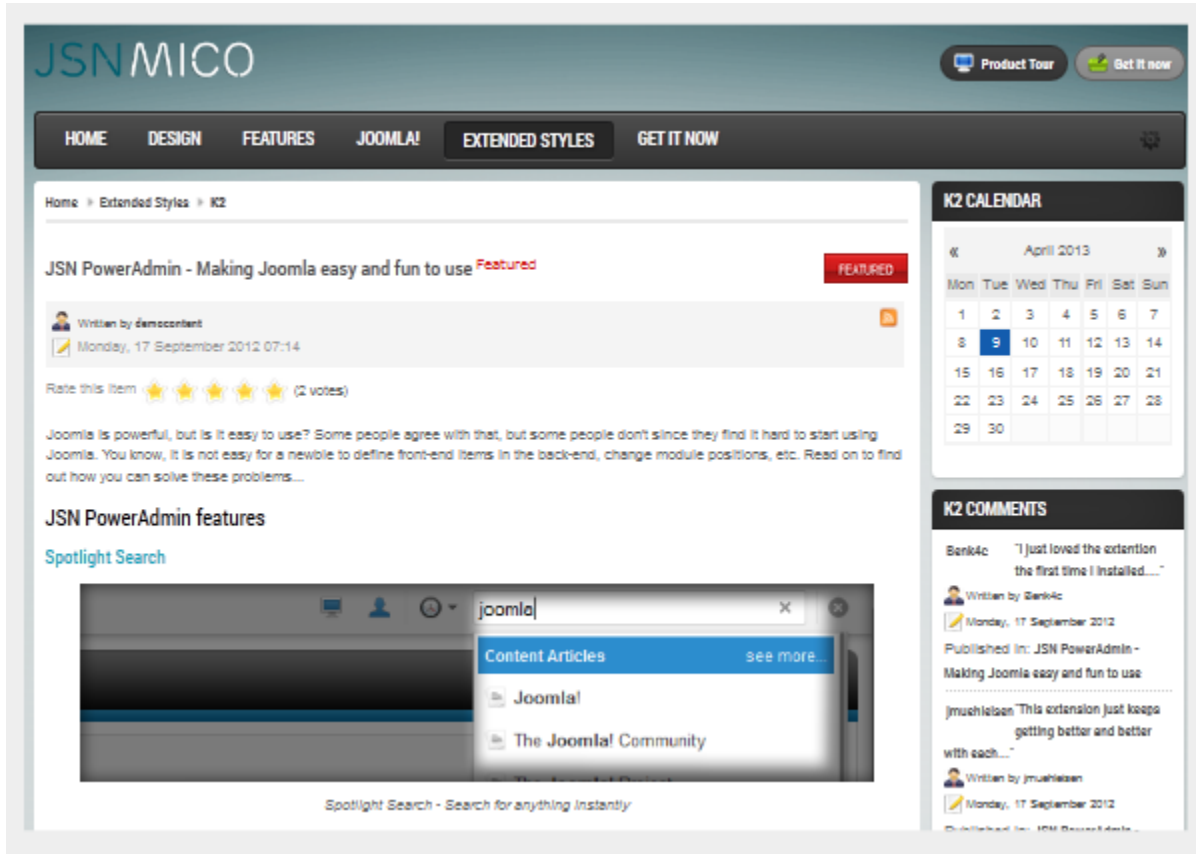 JSN MICO
Product Tour
Get It now
HOME DESIGN FEATURES JOOMLA! EXTENDED STYLES GET IT NOW
Home Extended Styles K2
JSN PowerAdmin - Making Joomla easy and fun to use Featured
FEATURED
Written by democontent
Monday, 17 September 2012 07:14
Rate this item (2 votes)
Joomla is powerful, but is it easy to use? Some people agree with that, but some people don't since they find it hard to start using
Joomla. You know, it is not easy for a newbie to define front-end items in the back-end, change module positions, etc. Read on to find
out how you can solve these problems...
JSN PowerAdmin features
Spotlight Search
joomla
Content Articles see more...
Joomla!
The Joomla! Community
The Joomla! Project
Spotlight Search - Search for anything instantly
K2 CALENDAR
« April 2013 »
Mon Tue Wed Thu Fri Sat Sun
1 2 3 4 5 6 7
8 9 10 11 12 13 14
15 16 17 18 19 20 21
22 23 24 25 26 27 28
29 30
K2 COMMENTS
Benk4c "I just loved the extention
the first time I installed....."
Written by Benk4c
Monday, 17 September 2012
Published in: JSN PowerAdmin -
Making Joomla easy and fun to use
jmuehleisen "This extension just keeps
getting better and better
with each..."
Written by jmuehleisen
Monday, 17 September 2012
Published in: JSN PowerAdmin -